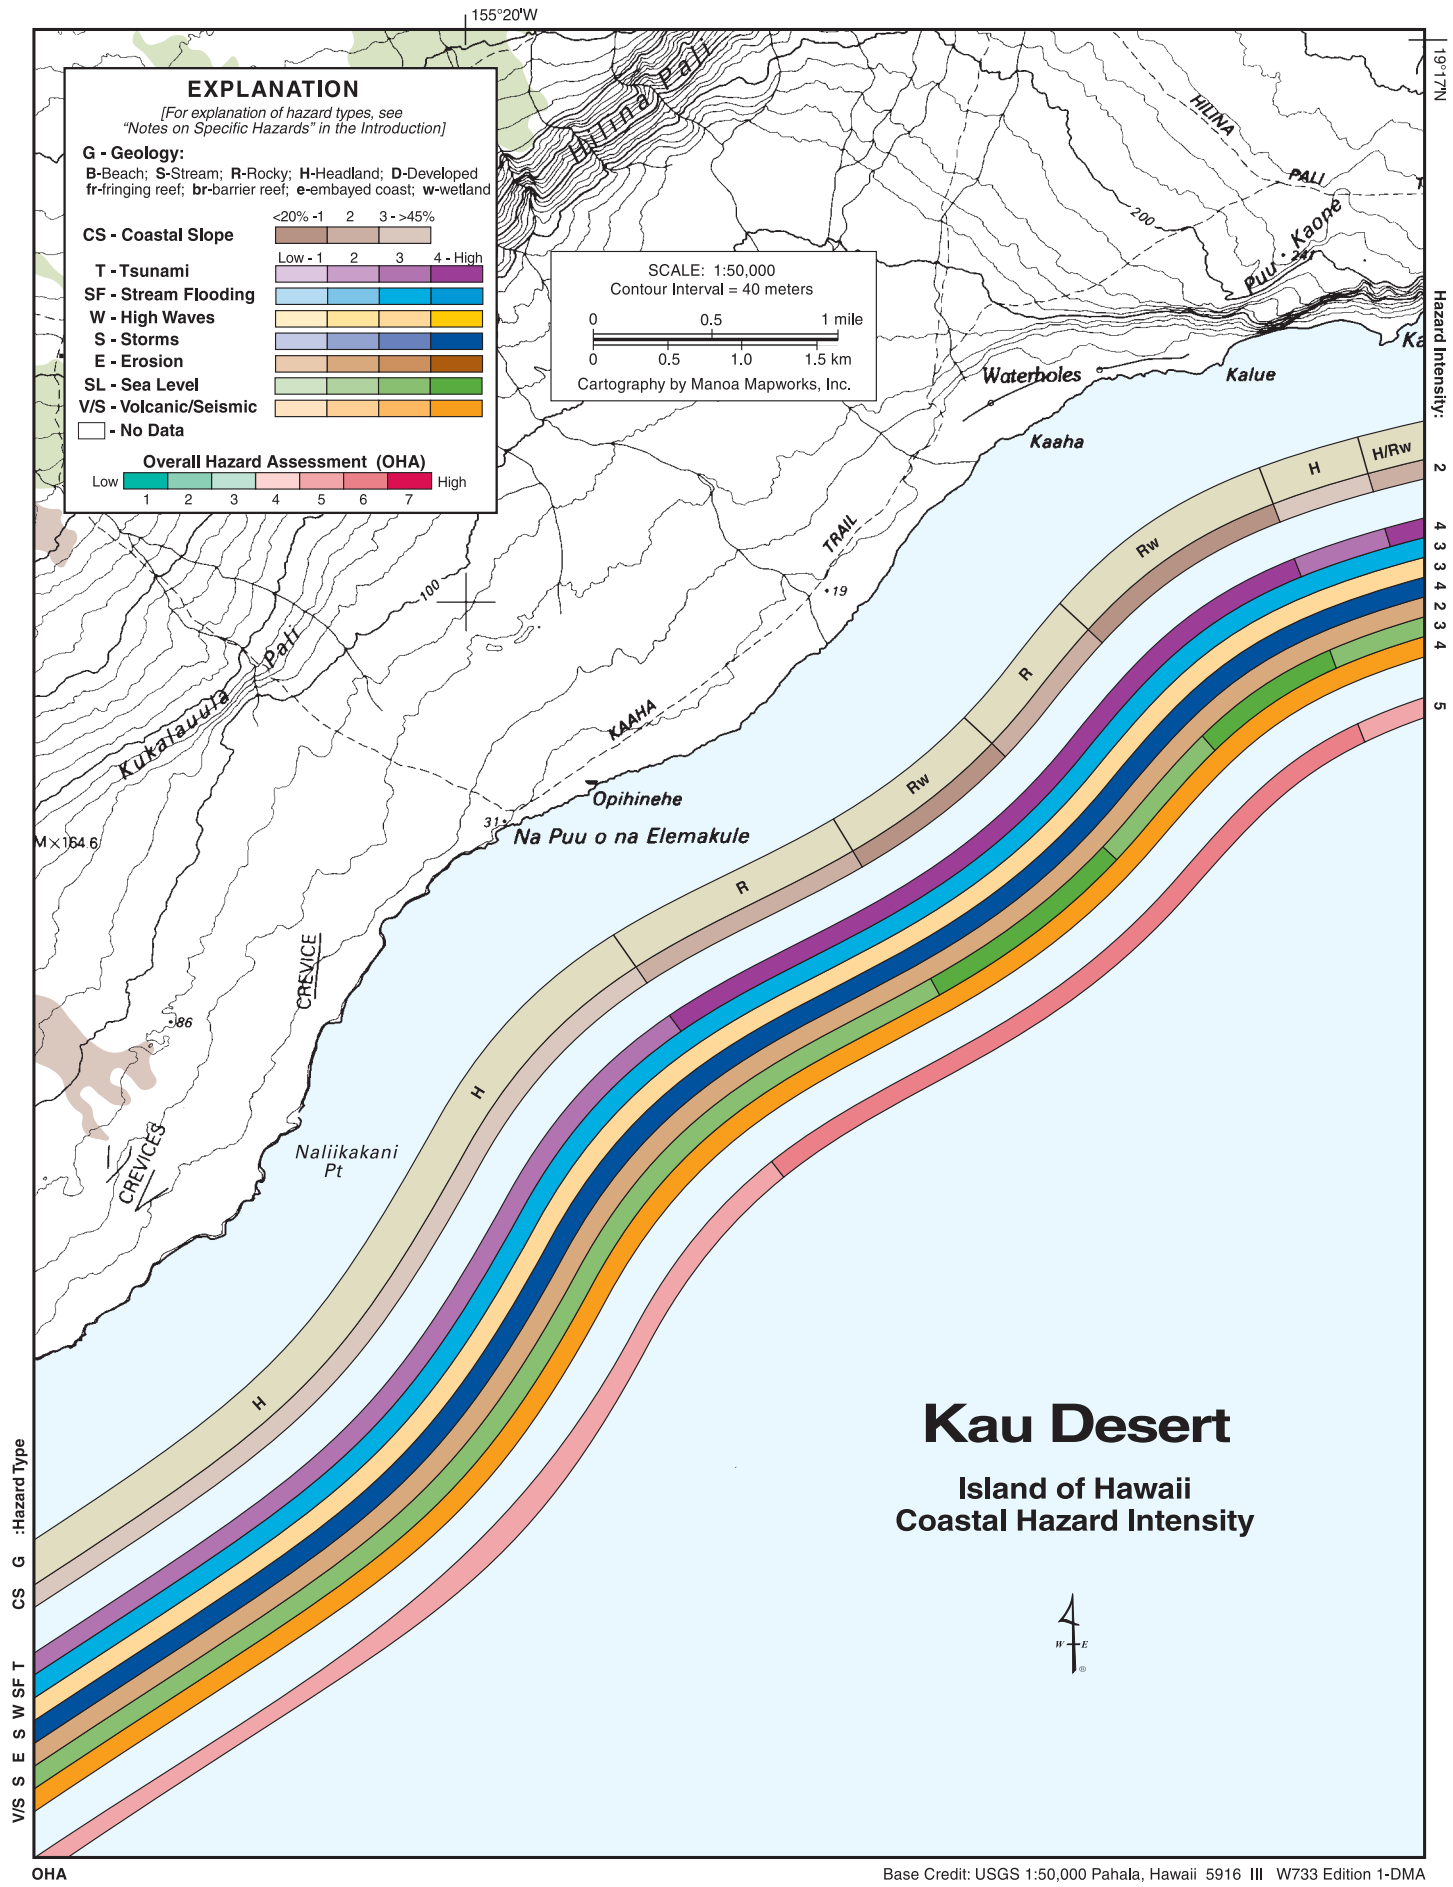 155°20'W
19°17'N
EXPLANATION
[For explanation of hazard types, see
"Notes on Specific Hazards" in the Introduction]
G - Geology:
B-Beach; S-Stream; R-Rocky; H-Headland; D-Developed
fr-fringing reef; br-barrier reef; e-embayed coast; w-wetland
<20% -1 2 3 - >45%
CS - Coastal Slope
Low - 1 2 3 4 - High
T - Tsunami
SF - Stream Flooding
W - High Waves
S - Storms
E - Erosion
SL - Sea Level
V/S - Volcanic/Seismic
- No Data
Overall Hazard Assessment (OHA)
Low High
1 2 3 4 5 6 7
SCALE: 1:50,000
Contour Interval = 40 meters
0 0.5 1 mile
0 0.5 1.0 1.5 km
Cartography by Manoa Mapworks, Inc.
Hilina Pali
HILINA
PALI
200
Puu Kaone
241
Ka
Waterholes
Kalue
Kaaha
TRAIL
19
100
Kukalauula Pali
KAAHA
Opihinehe
31
Na Puu o na Elemakule
M×164.6
CREVICE
86
CREVICES
Naliikakani
Pt
H/Rw
H
Rw
R
Rw
R
H
H
Hazard Intensity:
2
4
3
3
4
2
3
4
5
:Hazard Type
G
CS
T
SF
W
S
E
S
V/S
OHA
Kau Desert
Island of Hawaii
Coastal Hazard Intensity
W E
®
Base Credit: USGS 1:50,000 Pahala, Hawaii 5916 III W733 Edition 1-DMA